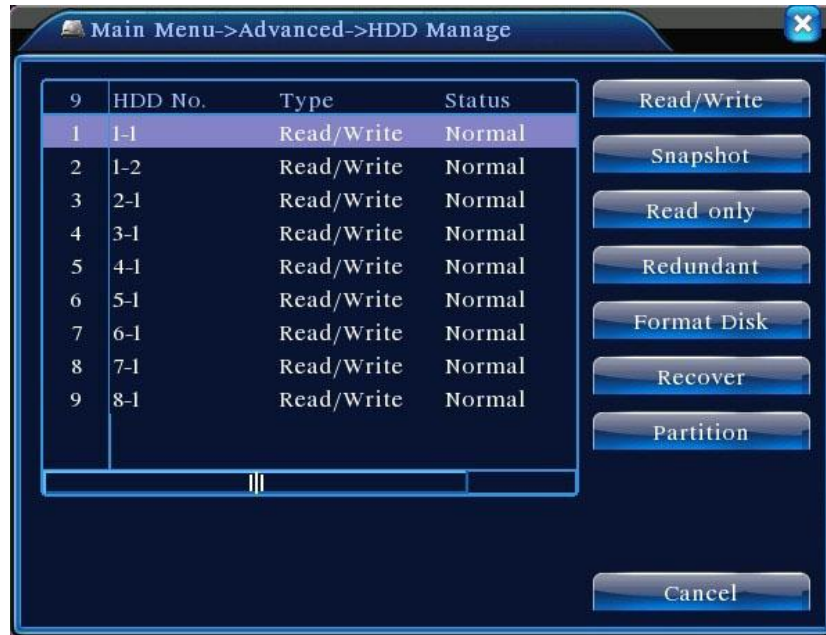 Main Menu->Advanced->HDD Manage
9 HDD No. Type Status
1 1-1 Read/Write Normal
2 1-2 Read/Write Normal
3 2-1 Read/Write Normal
4 3-1 Read/Write Normal
5 4-1 Read/Write Normal
6 5-1 Read/Write Normal
7 6-1 Read/Write Normal
8 7-1 Read/Write Normal
9 8-1 Read/Write Normal
Read/Write
Snapshot
Read only
Redundant
Format Disk
Recover
Partition
Cancel